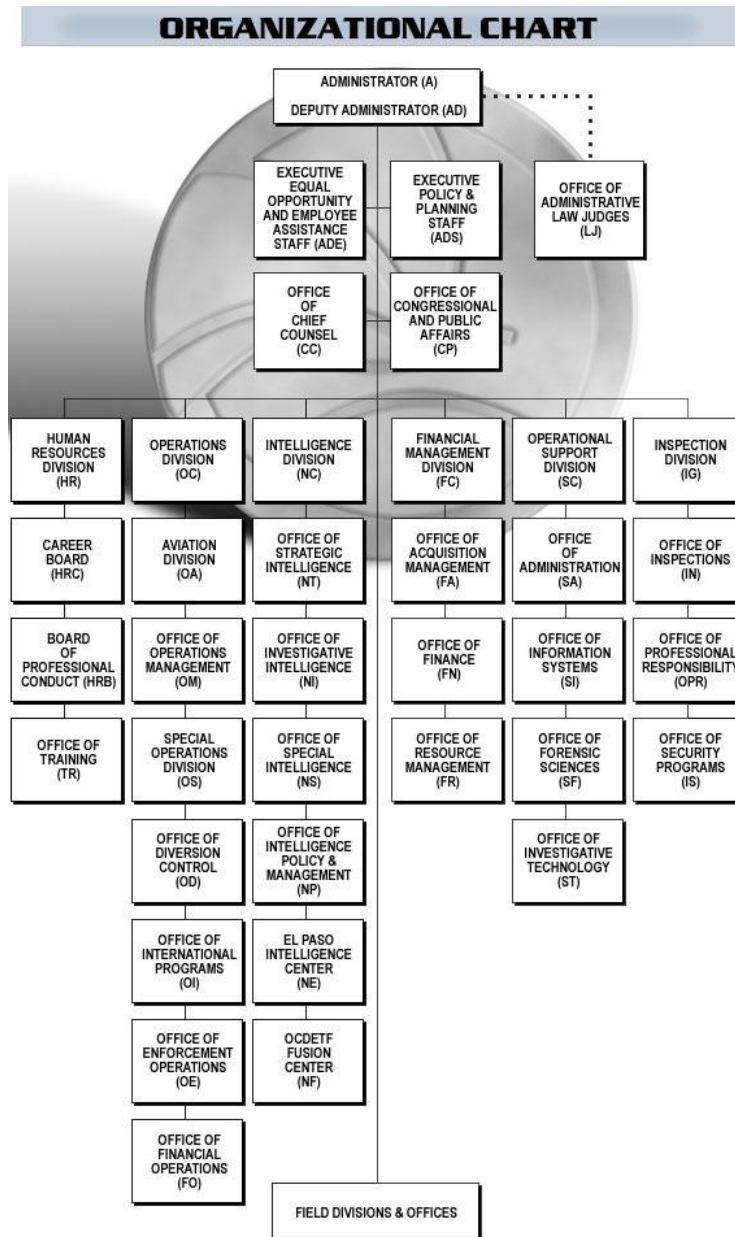 ORGANIZATIONAL CHART
ADMINISTRATOR (A)
DEPUTY ADMINISTRATOR (AD)
EXECUTIVE
EQUAL
OPPORTUNITY
AND EMPLOYEE
ASSISTANCE
STAFF (ADE)
EXECUTIVE
POLICY &
PLANNING
STAFF
(ADS)
OFFICE OF
ADMINISTRATIVE
LAW JUDGES
(LJ)
OFFICE
OF
CHIEF
COUNSEL
(CC)
OFFICE OF
CONGRESSIONAL
AND PUBLIC
AFFAIRS
(CP)
HUMAN
RESOURCES
DIVISION
(HR)
OPERATIONS
DIVISION
(OC)
INTELLIGENCE
DIVISION
(NC)
FINANCIAL
MANAGEMENT
DIVISION
(FC)
OPERATIONAL
SUPPORT
DIVISION
(SC)
INSPECTION
DIVISION
(IG)
CAREER
BOARD
(HRC)
AVIATION
DIVISION
(OA)
OFFICE OF
STRATEGIC
INTELLIGENCE
(NT)
OFFICE OF
ACQUISITION
MANAGEMENT
(FA)
OFFICE
OF
ADMINISTRATION
(SA)
OFFICE OF
INSPECTIONS
(IN)
BOARD
OF
PROFESSIONAL
CONDUCT (HRB)
OFFICE OF
OPERATIONS
MANAGEMENT
(OM)
OFFICE OF
INVESTIGATIVE
INTELLIGENCE
(NI)
OFFICE OF
FINANCE
(FN)
OFFICE OF
INFORMATION
SYSTEMS
(SI)
OFFICE OF
PROFESSIONAL
RESPONSIBILITY
(OPR)
OFFICE OF
TRAINING
(TR)
SPECIAL
OPERATIONS
DIVISION
(OS)
OFFICE OF
SPECIAL
INTELLIGENCE
(NS)
OFFICE OF
RESOURCE
MANAGEMENT
(FR)
OFFICE OF
FORENSIC
SCIENCES
(SF)
OFFICE OF
SECURITY
PROGRAMS
(IS)
OFFICE OF
DIVERSION
CONTROL
(OD)
OFFICE OF
INTELLIGENCE
POLICY &
MANAGEMENT
(NP)
OFFICE OF
INVESTIGATIVE
TECHNOLOGY
(ST)
OFFICE OF
INTERNATIONAL
PROGRAMS
(OI)
EL PASO
INTELLIGENCE
CENTER
(NE)
OFFICE OF
ENFORCEMENT
OPERATIONS
(OE)
OCDETF
FUSION
CENTER
(NF)
OFFICE OF
FINANCIAL
OPERATIONS
(FO)
FIELD DIVISIONS & OFFICES